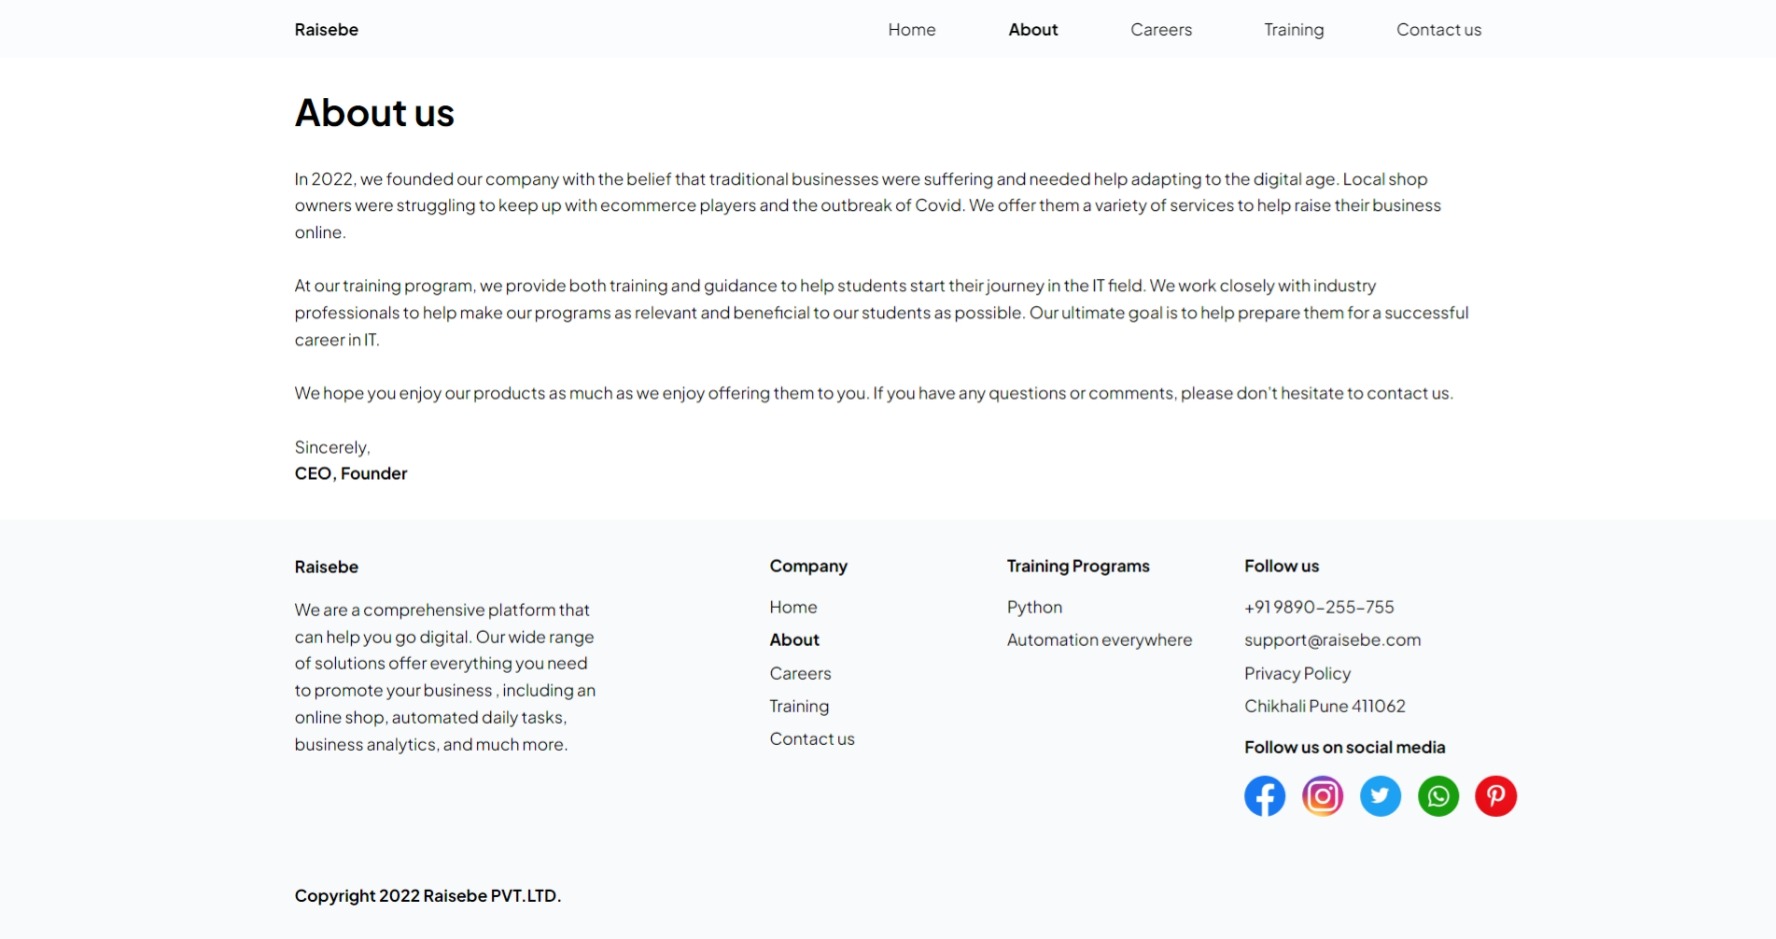 Raisebe
Home
About
Careers
Training
Contact us
About us
In 2022, we founded our company with the belief that traditional businesses were suffering and needed help adapting to the digital age. Local shop
owners were struggling to keep up with ecommerce players and the outbreak of Covid. We offer them a variety of services to help raise their business
online.
At our training program, we provide both training and guidance to help students start their journey in the IT field. We work closely with industry
professionals to help make our programs as relevant and beneficial to our students as possible. Our ultimate goal is to help prepare them for a successful
career in IT.
We hope you enjoy our products as much as we enjoy offering them to you. If you have any questions or comments, please don't hesitate to contact us.
Sincerely,
CEO, Founder
Raisebe
We are a comprehensive platform that
can help you go digital. Our wide range
of solutions offer everything you need
to promote your business , including an
online shop, automated daily tasks,
business analytics, and much more.
Company
Home
About
Careers
Training
Contact us
Training Programs
Python
Automation everywhere
Follow us
+91 9890-255-755
support@raisebe.com
Privacy Policy
Chikhali Pune 411062
Follow us on social media
Copyright 2022 Raisebe PVT.LTD.